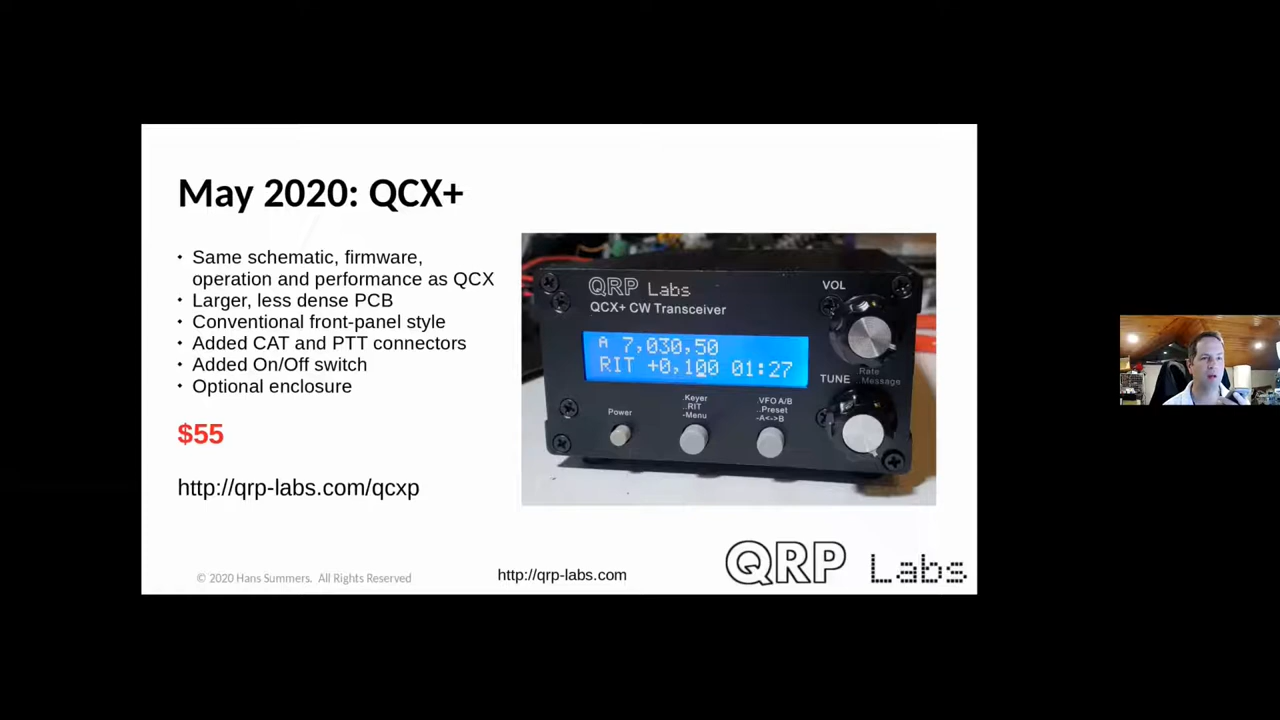 May 2020: QCX+
• Same schematic, firmware,
operation and performance as QCX
• Larger, less dense PCB
• Conventional front-panel style
• Added CAT and PTT connectors
• Added On/Off switch
• Optional enclosure
$55
http://qrp-labs.com/qcxp
QRP Labs
QCX+ CW Transceiver
VOL
A 7,030,50
RIT +0,100 01:27
TUNE
..Rate
..Message
Power
.Keyer
..RIT
-Menu
.VFO A/B
..Preset
-A<->B
© 2020 Hans Summers. All Rights Reserved
http://qrp-labs.com
QRP Labs